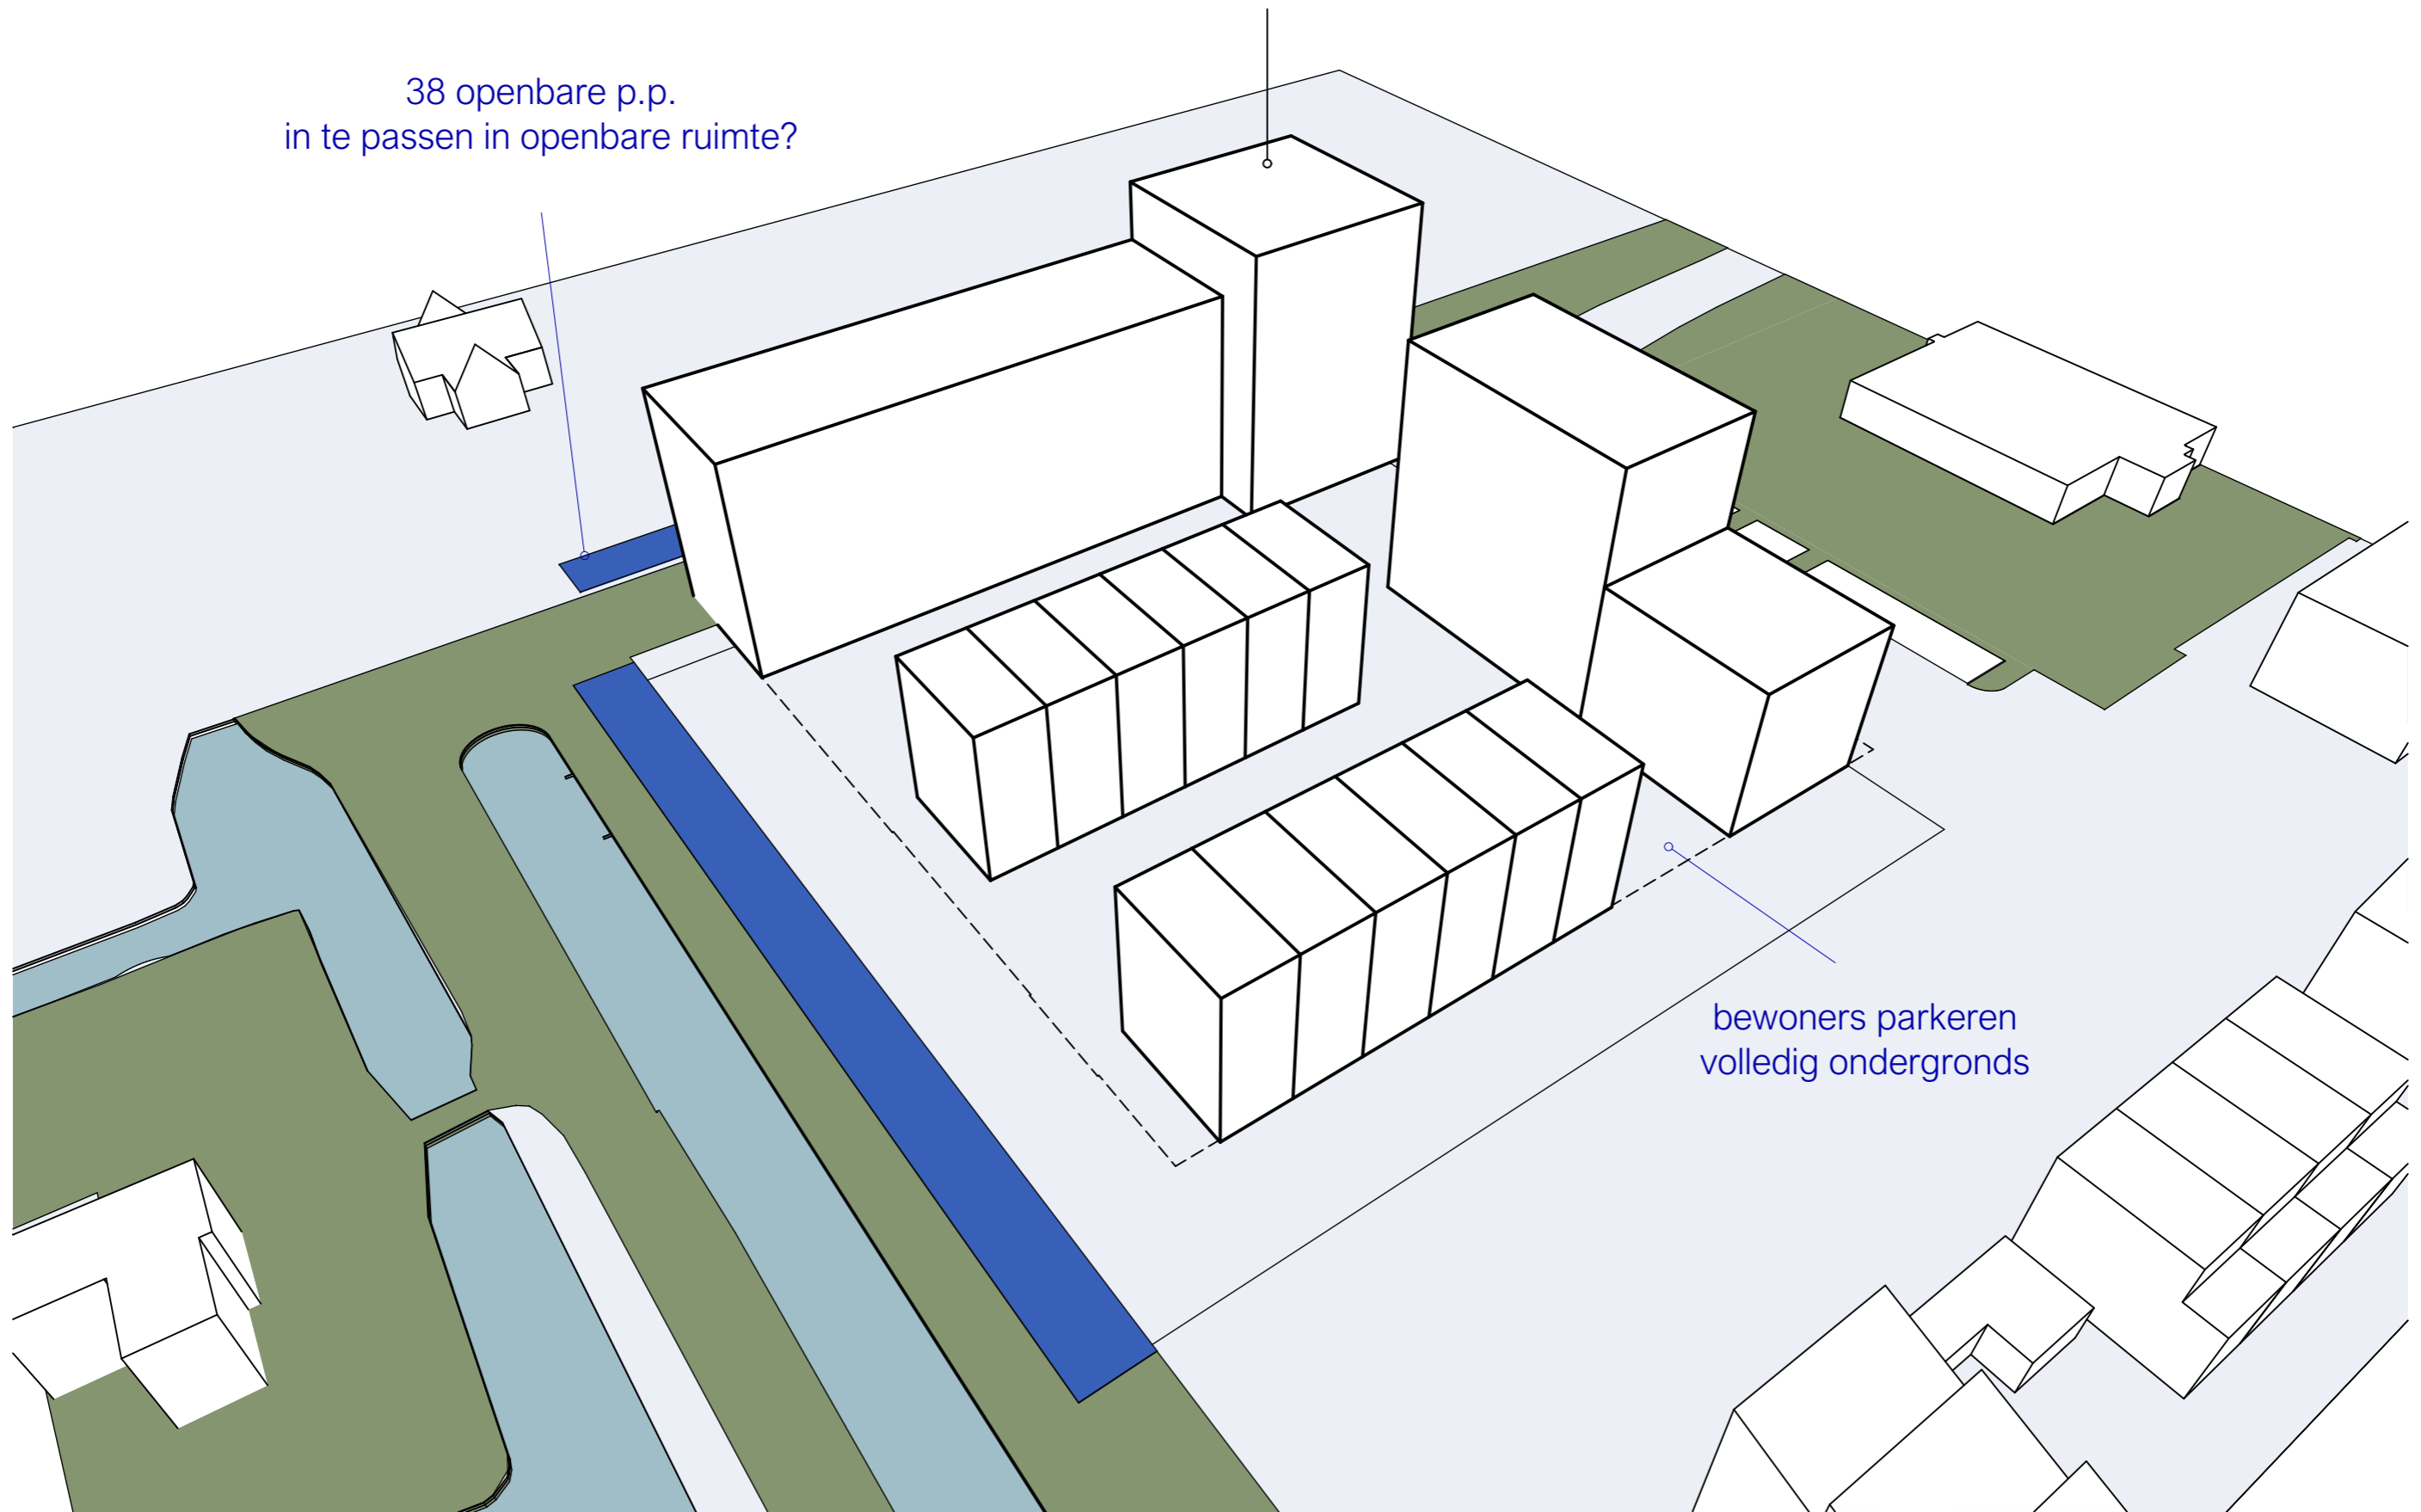 38 openbare p.p.
in te passen in openbare ruimte?
bewoners parkeren
volledig ondergronds